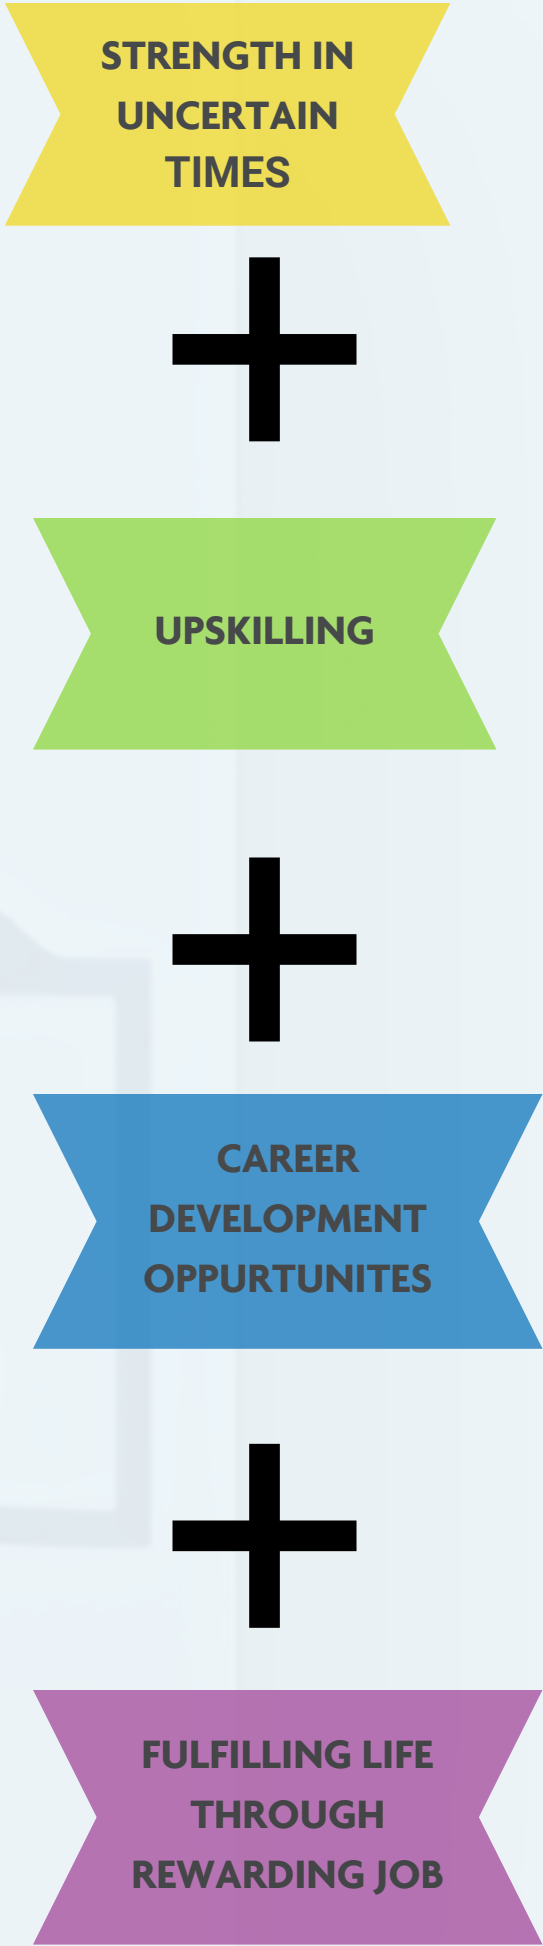 STRENGTH IN
UNCERTAIN
TIMES
+
UPSKILLING
+
CAREER
DEVELOPMENT
OPPURTUNITES
+
FULFILLING LIFE
THROUGH
REWARDING JOB